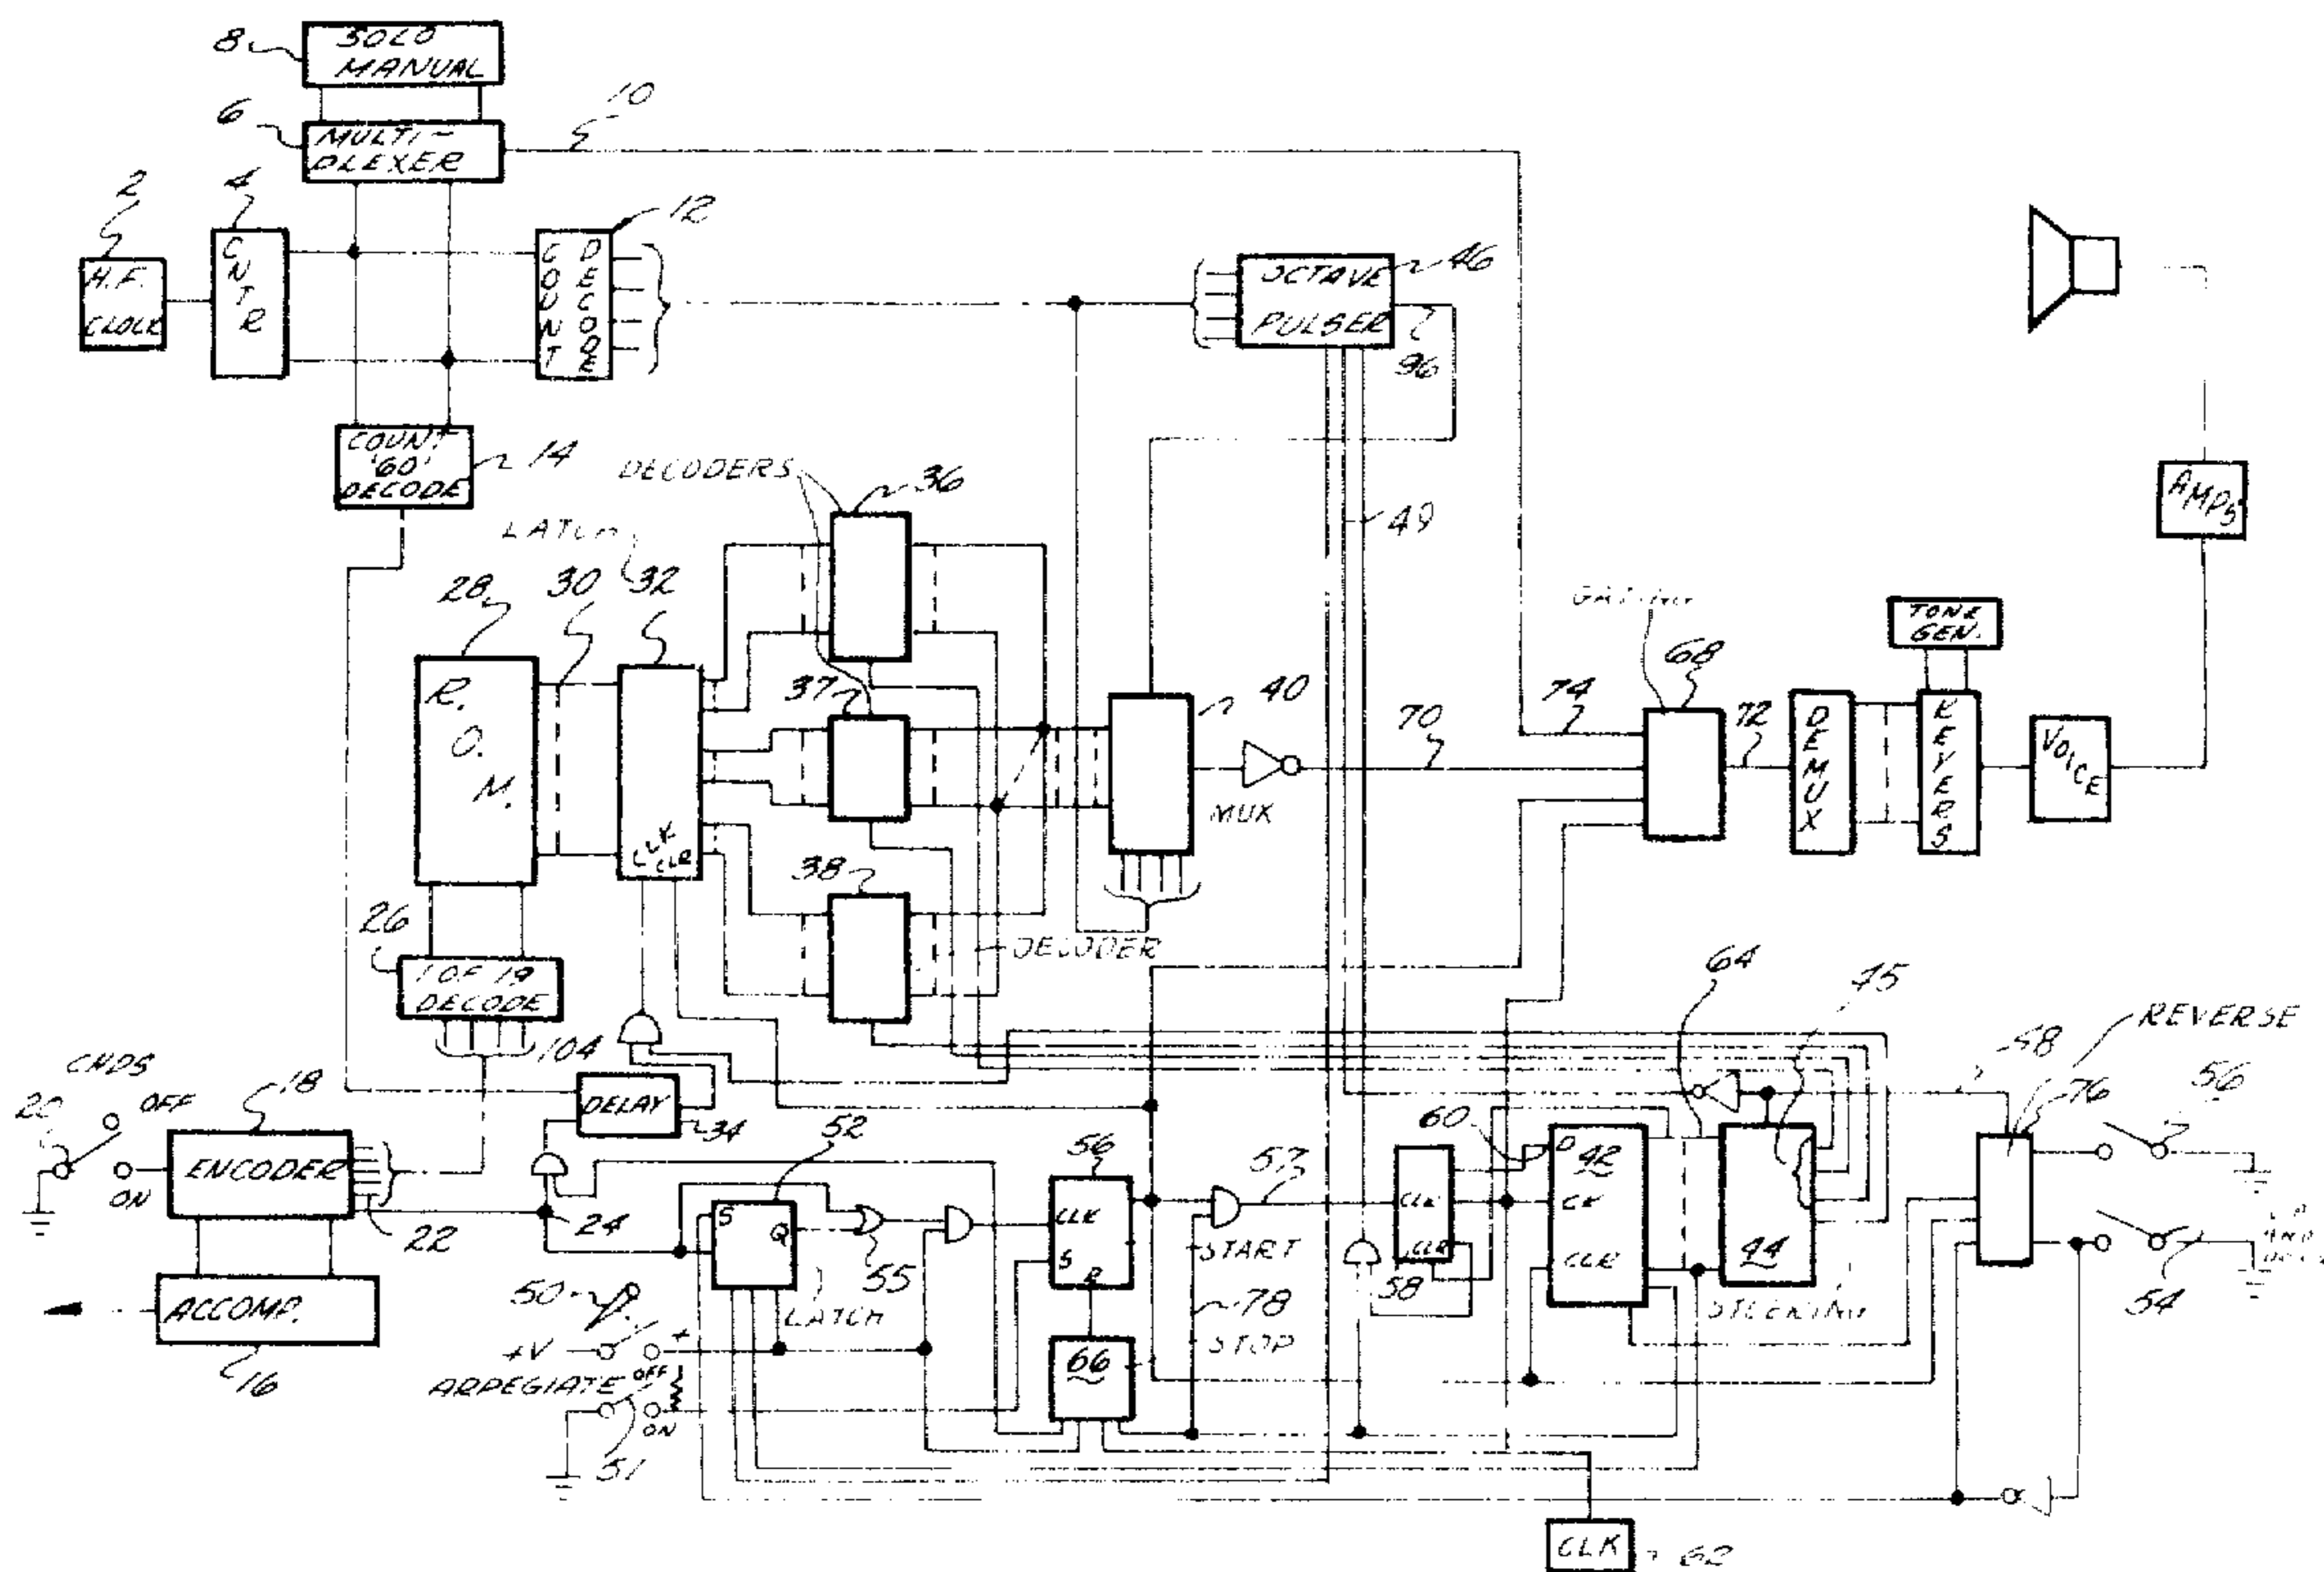 8
SOLO
MANUAL
10
6
MULTI-
PLEXER
2
4
12
H.F.
CLOCK
CNTR
COUNT
DECODE
OCTAVE
PULSER
46
96
COUNT
'60'
DECODE
14
DECODERS
36
49
AMPS
LATCH
28
30
32
R.
O.
M.
CLK
CLR
37
38
40
MUX
70
74
GATING
68
72
DEMUX
TONE
GEN.
KEYERS
VOICE
DECODER
26
1 OF 19
DECODE
104
64
45
REVERSE
58
76
56
CHDS
20
OFF
ON
18
ENCODER
22
24
DELAY
34
52
S
Q
LATCH
55
56
CLK
S
R
57
START
78
STOP
60
CLK
CLR
58
D
42
CK
CLR
44
STEERING
54
ACCOMP.
16
50
+V
+
ARPEGIATE
OFF
ON
51
66
CLK
62